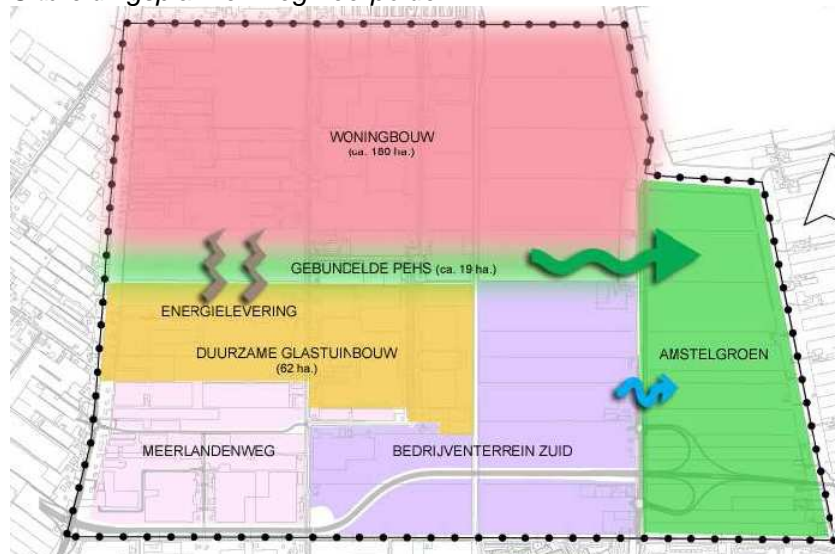 WONINGBOUW
(ca. 180 ha.)
GEBUNDELDE PEHS (ca. 19 ha.)
ENERGIELEVERING
DUURZAME GLASTUINBOUW
(62 ha.)
AMSTELGROEN
MEERLANDENWEG
BEDRIJVENTERREIN ZUID